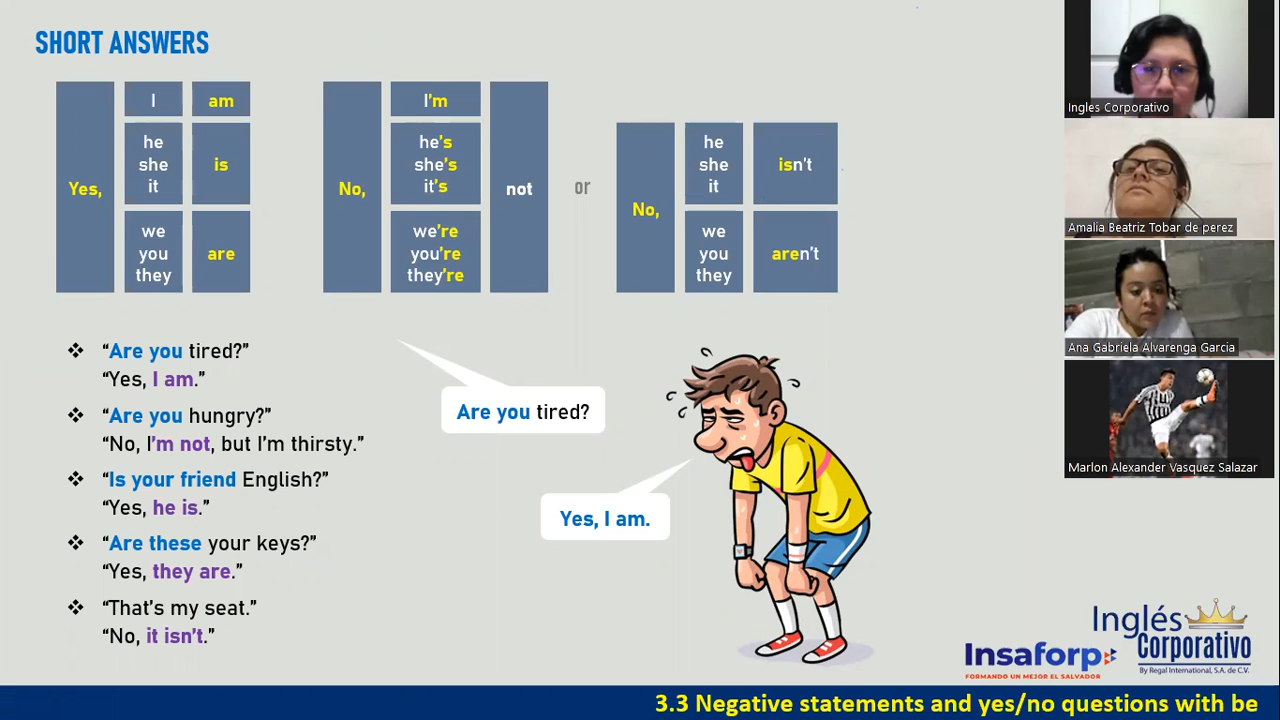 SHORT ANSWERS
Yes,
I
am
he
she
it
is
we
you
they
are
No,
I'm
he's
she's
it's
we're
you're
they're
not
or
No,
he
she
it
isn't
we
you
they
aren't
“Are you tired?”
“Yes, I am.”
“Are you hungry?”
“No, I'm not, but I'm thirsty.”
“Is your friend English?”
“Yes, he is.”
“Are these your keys?”
“Yes, they are.”
“That's my seat.”
“No, it isn't.”
Are you tired?
Yes, I am.
Ingles Corporativo
Amalia Beatriz Tobar de perez
Ana Gabriela Alvarenga Garcia
Marlon Alexander Vasquez Salazar
Insaforp
FORMANDO UN MEJOR EL SALVADOR
Inglés
Corporativo
By Regal International, S.A. de C.V.
3.3 Negative statements and yes/no questions with be